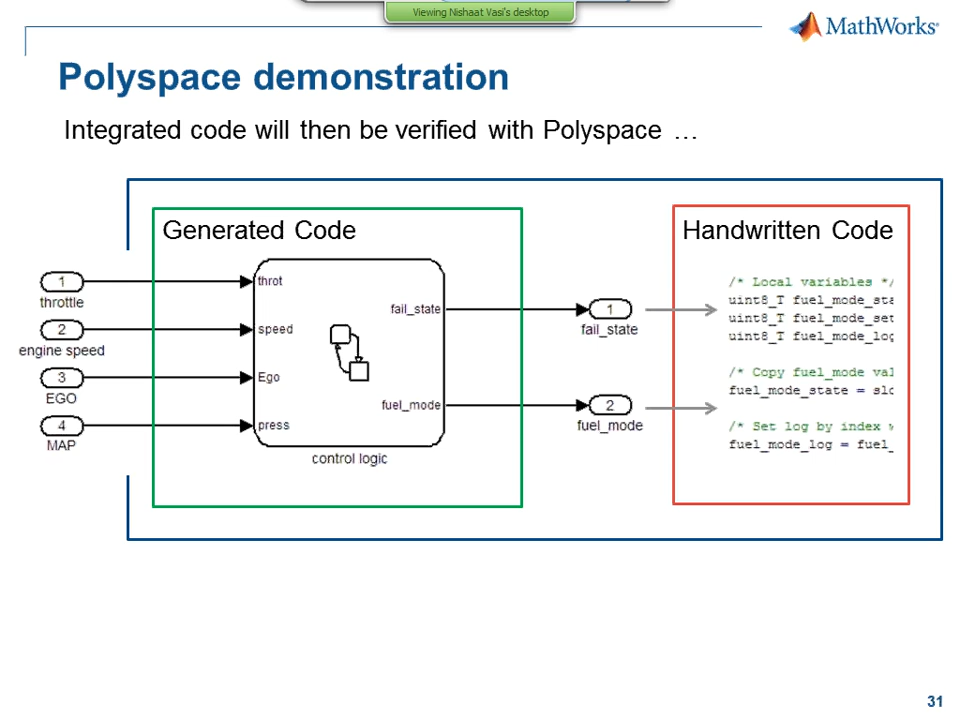 Viewing Nishaat Vasi's desktop
MathWorks®
Polyspace demonstration
Integrated code will then be verified with Polyspace …
Generated Code
Handwritten Code
1
throttle
2
engine speed
3
EGO
4
MAP
throt
speed
Ego
press
fail_state
fuel_mode
control logic
1
fail_state
2
fuel_mode
/* Local variables */
uint8_T fuel_mode_sta
uint8_T fuel_mode_set
uint8_T fuel_mode_log
/* Copy fuel_mode val
fuel_mode_state = slc
/* Set log by index w
fuel_mode_log = fuel_
31